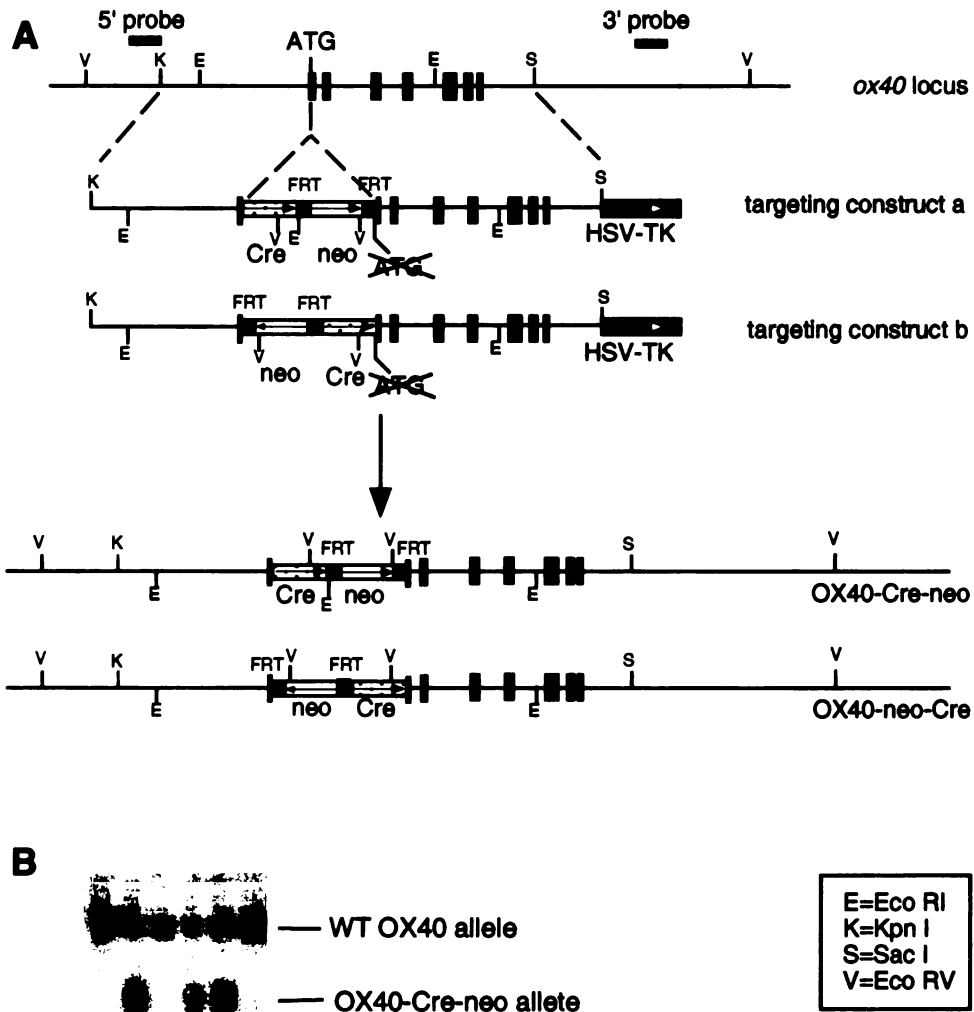 A
5' probe
3' probe
ATG
V K E E S V
ox40 locus
K S
FRT FRT
targeting construct a
E V E V E
Cre neo
HSV-TK
ATG
K S
FRT FRT
targeting construct b
E V V E
neo Cre
HSV-TK
ATG
V K V FRT V FRT S V
E Cre E neo E
OX40-Cre-neo
V K FRT V FRT V S V
E neo Cre E
OX40-neo-Cre
B
WT OX40 allele
OX40-Cre-neo allete
E=Eco RI
K=Kpn I
S=Sac I
V=Eco RV